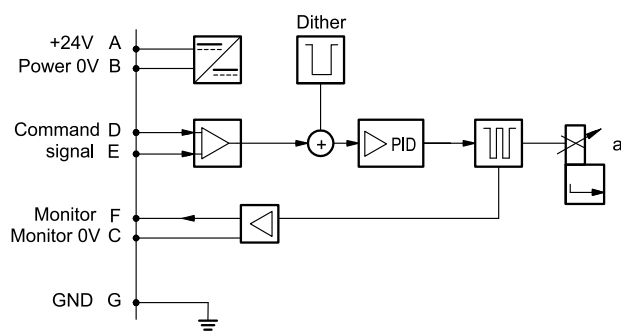 Dither
+24V A
Power 0V B
Command D
signal E
+
PID
a
Monitor F
Monitor 0V C
GND G